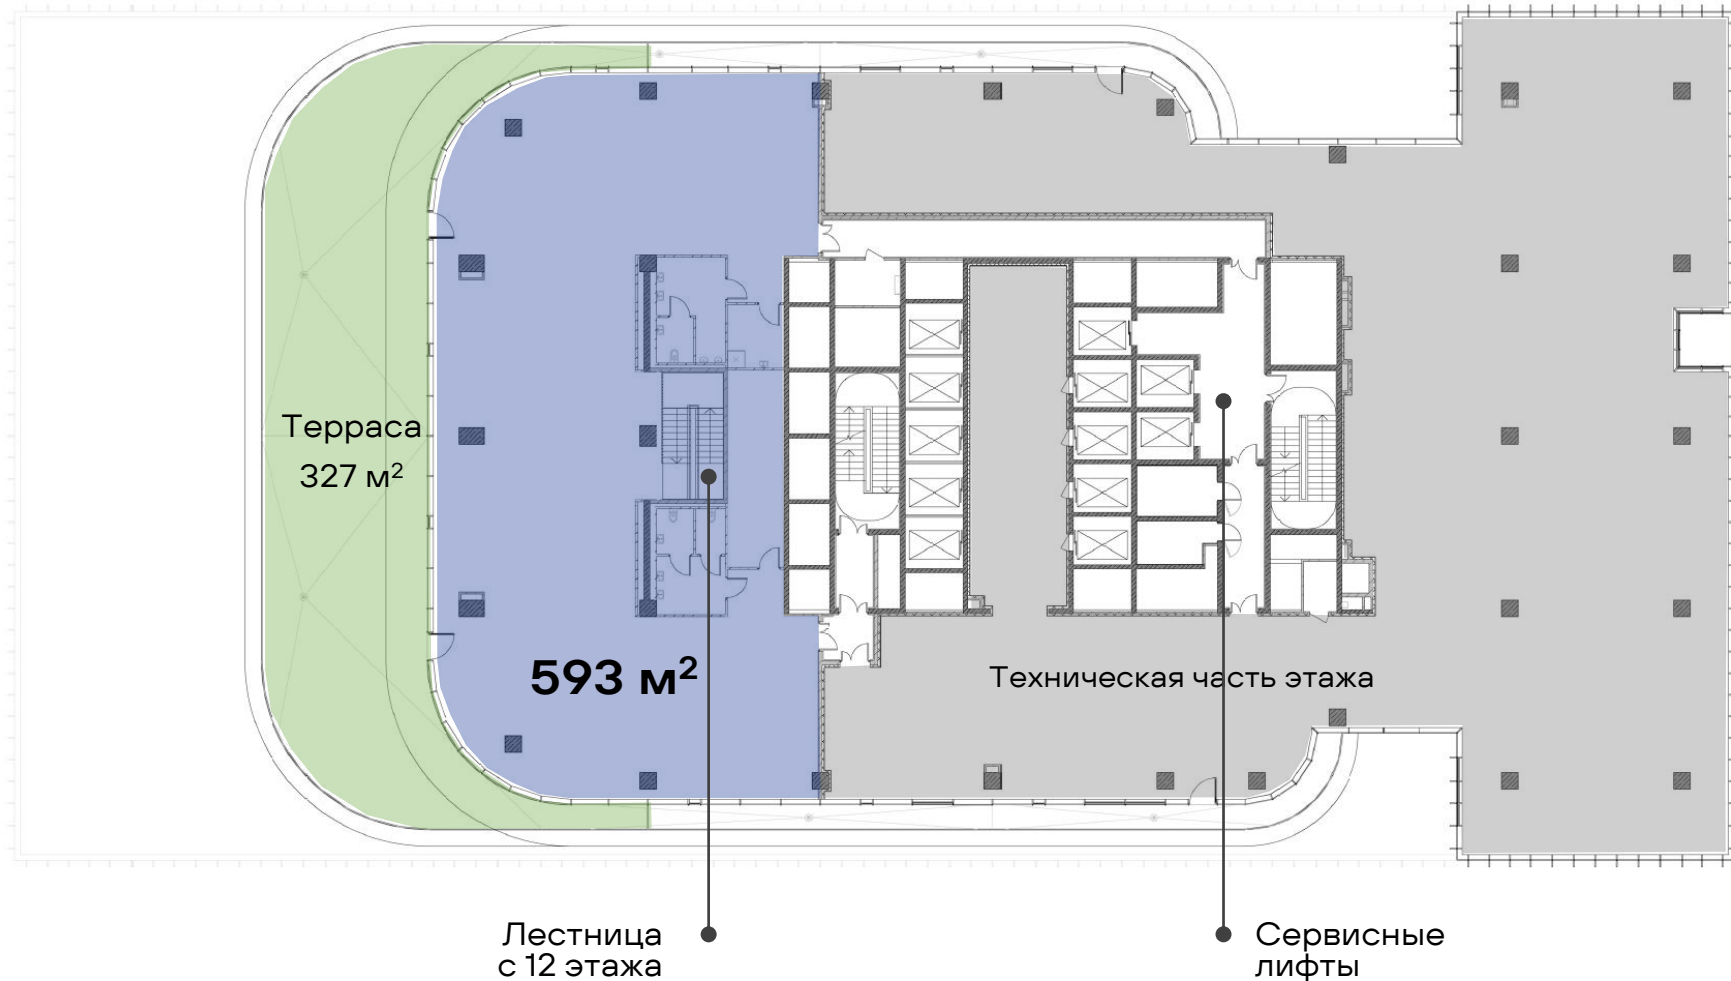 Терраса
327 м²
593 м²
Техническая часть этажа
Лестница
с 12 этажа
Сервисные
лифты